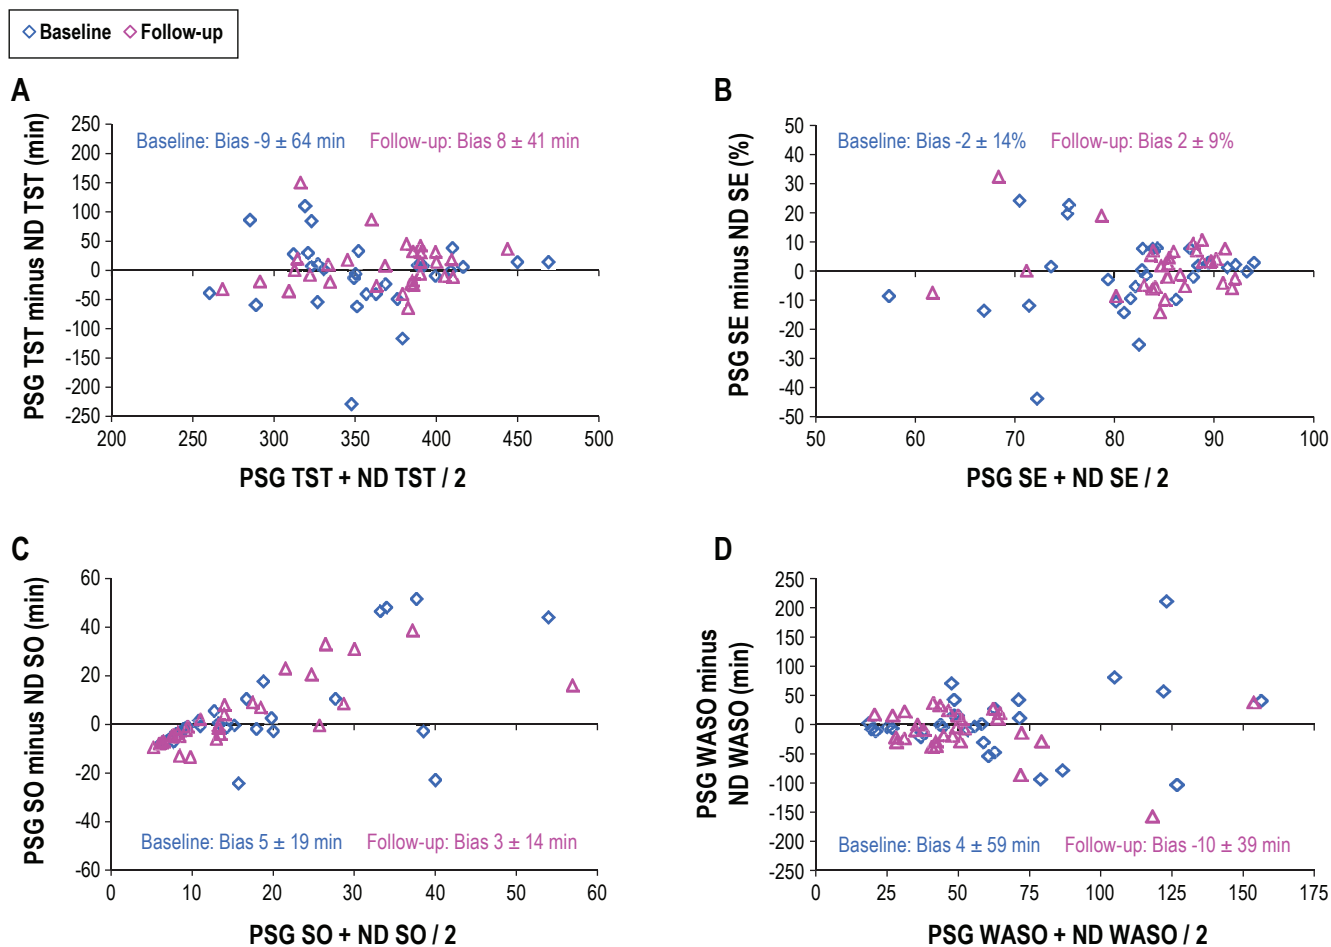 Baseline Follow-up
A
PSG TST minus ND TST (min)
250
200
150
100
50
0
-50
-100
-150
-200
-250
Baseline: Bias -9 ± 64 min Follow-up: Bias 8 ± 41 min
200 250 300 350 400 450 500
PSG TST + ND TST / 2
B
PSG SE minus ND SE (%)
50
40
30
20
10
0
-10
-20
-30
-40
-50
Baseline: Bias -2 ± 14% Follow-up: Bias 2 ± 9%
50 60 70 80 90 100
PSG SE + ND SE / 2
C
PSG SO minus ND SO (min)
60
40
20
0
-20
-40
-60
Baseline: Bias 5 ± 19 min Follow-up: Bias 3 ± 14 min
0 10 20 30 40 50 60
PSG SO + ND SO / 2
D
PSG WASO minus
ND WASO (min)
250
200
150
100
50
0
-50
-100
-150
-200
-250
Baseline: Bias 4 ± 59 min Follow-up: Bias -10 ± 39 min
0 25 50 75 100 125 150 175
PSG WASO + ND WASO / 2